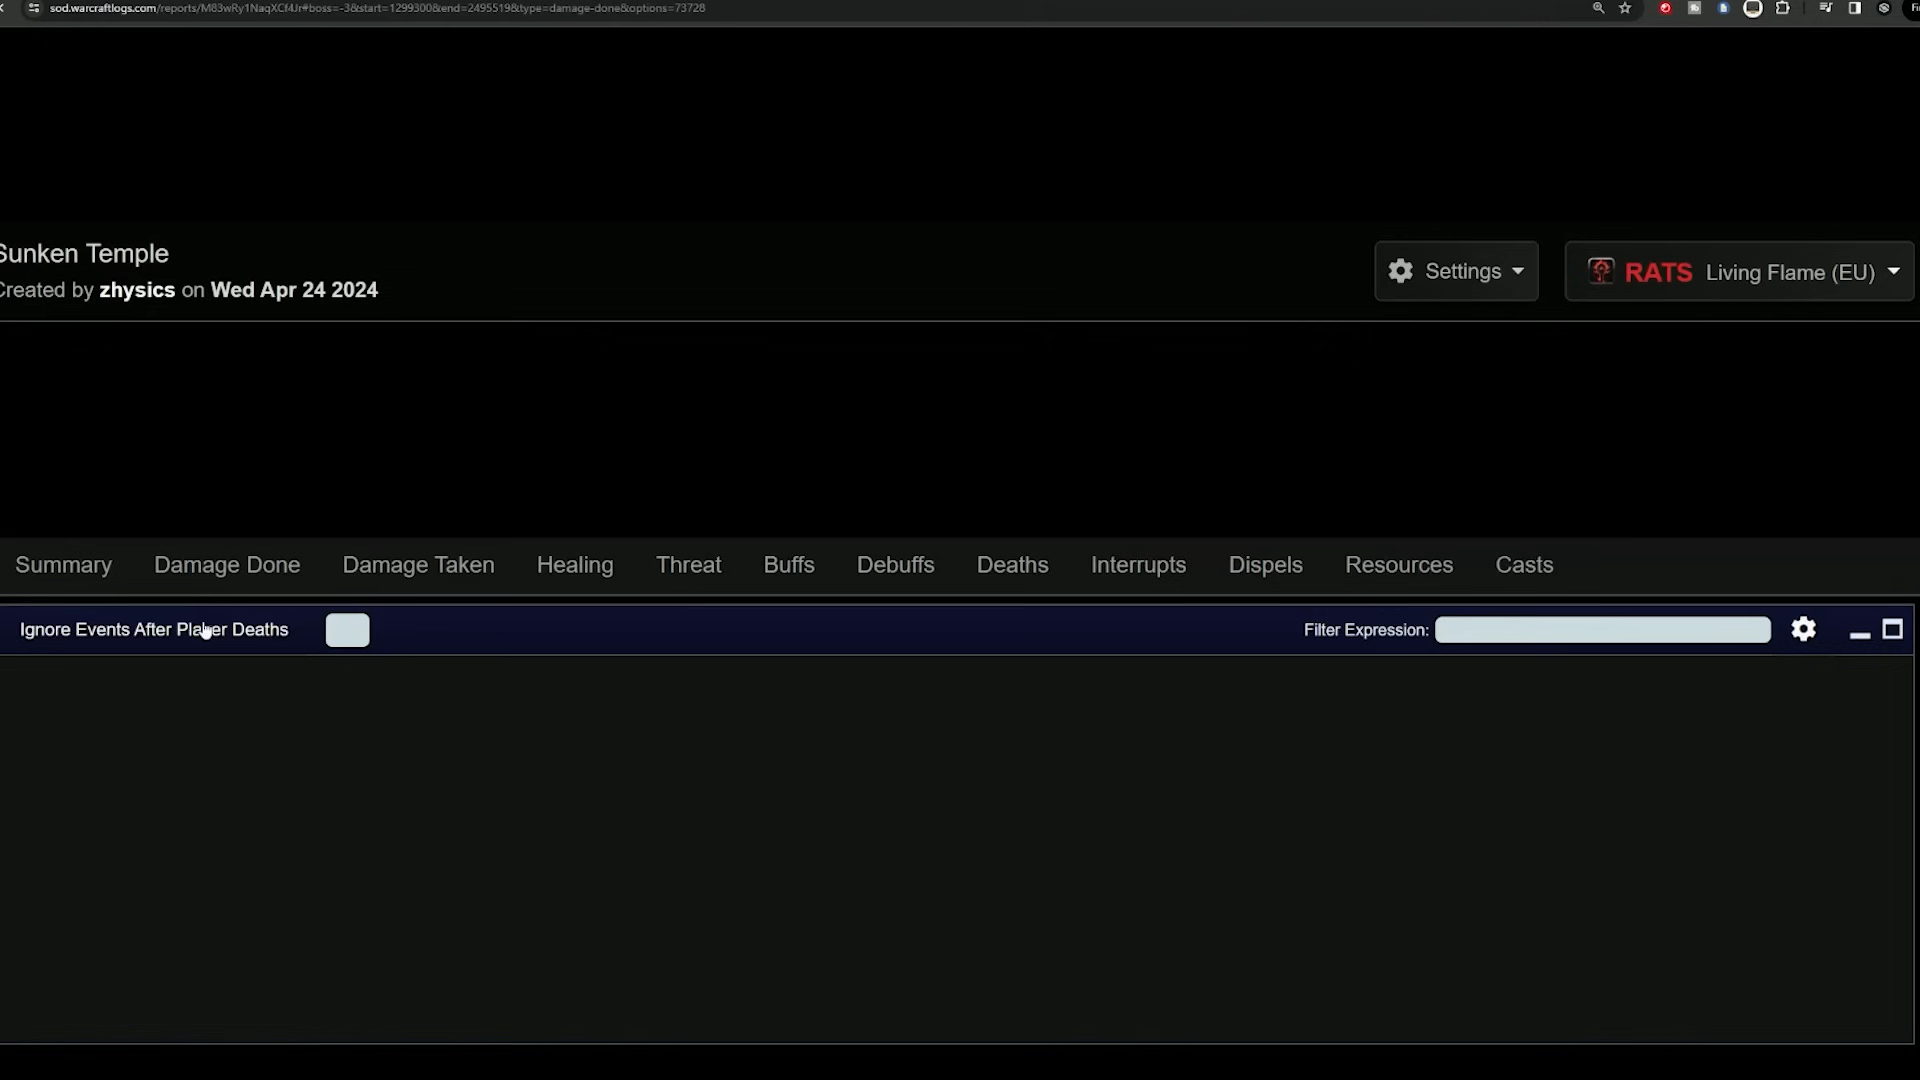 sod.warcraftlogs.com/reports/M83wRy1NaqXCf4Jr#boss=-3&start=1299300&end=2495519&type=damage-done&options=73728
Sunken Temple
Created by zhysics on Wed Apr 24 2024
Settings
RATS Living Flame (EU)
Summary Damage Done Damage Taken Healing Threat Buffs Debuffs Deaths Interrupts Dispels Resources Casts
Ignore Events After Player Deaths
Filter Expression: